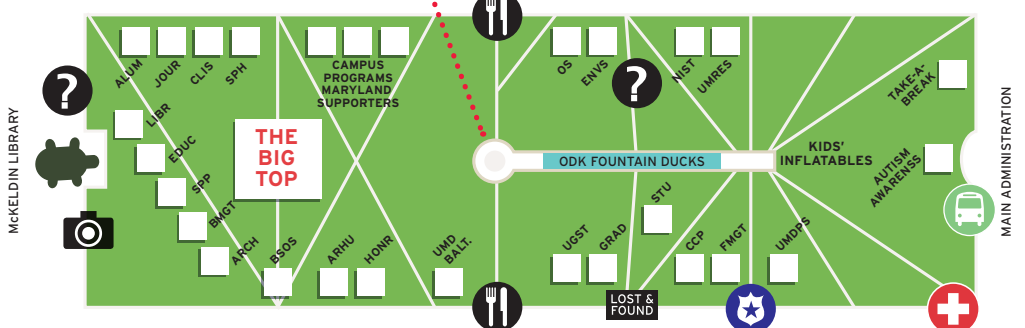 McKELDIN LIBRARY
?
ALUM
JOUR
CLIS
SPH
CAMPUS
PROGRAMS
MARYLAND
SUPPORTERS
OS
ENVS
?
NIST
UMRES
TAKE-A-
BREAK
LIBR
EDUC
SPP
BMGT
ARCH
THE
BIG
TOP
ODK FOUNTAIN DUCKS
KIDS'
INFLATABLES
AUTISM
AWARENSS
MAIN ADMINISTRATION
BSOS
ARHU
HONR
UMD
BALT.
STU
UGST
GRAD
CCP
FMGT
UMDPS
LOST &
FOUND